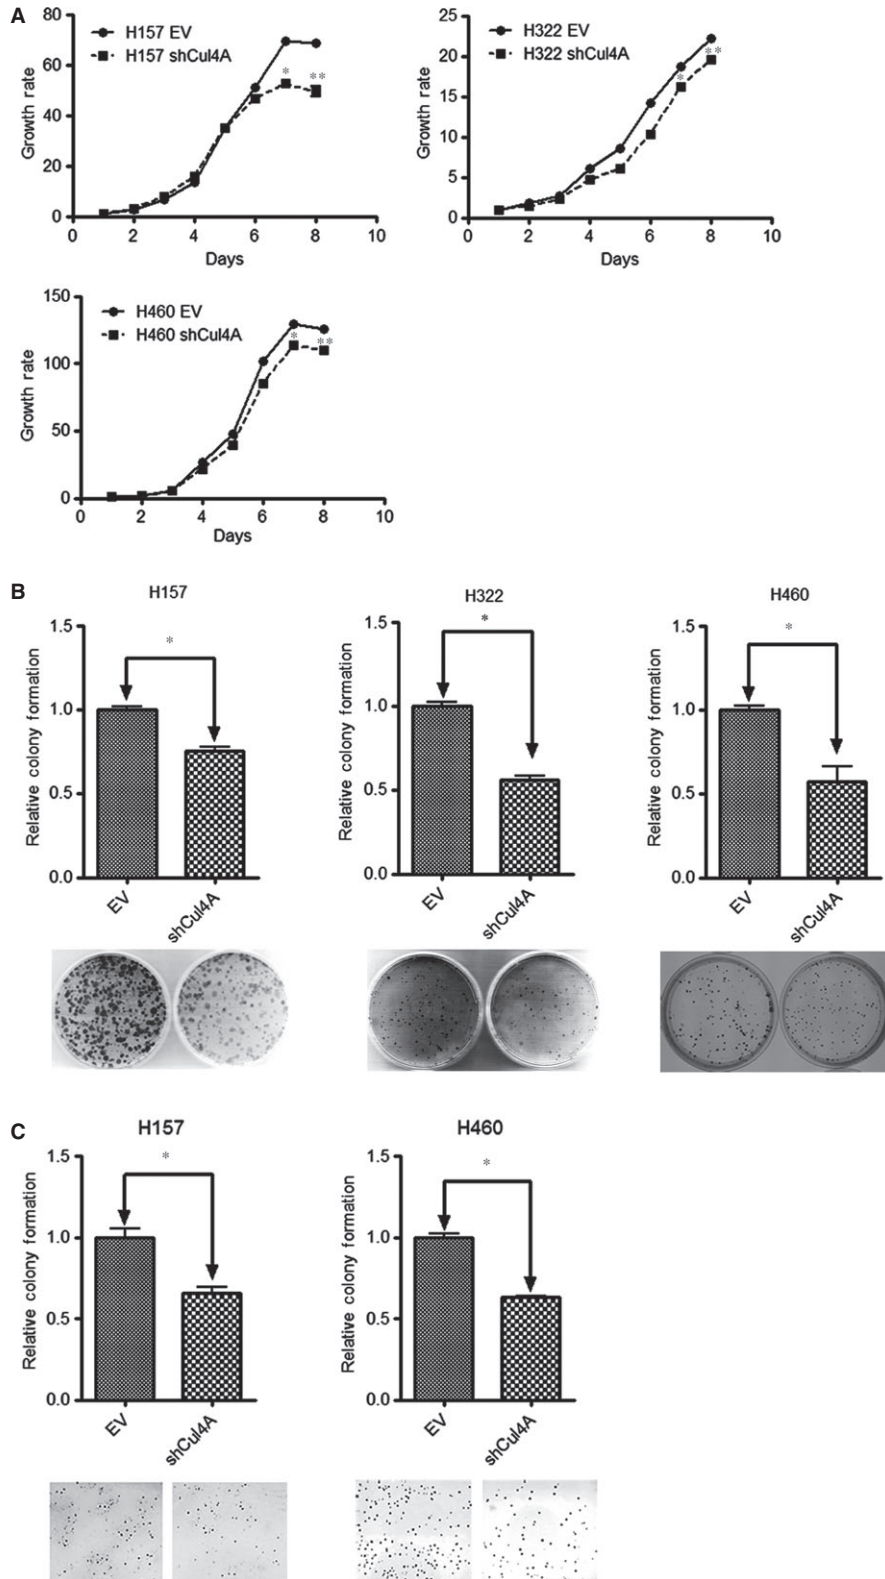 A
H157 EV
H157 shCul4A
Growth rate
80
60
40
20
0
* **
0 2 4 6 8 10
Days
H322 EV
H322 shCul4A
Growth rate
25
20
15
10
5
0
* **
0 2 4 6 8 10
Days
H460 EV
H460 shCul4A
Growth rate
150
100
50
0
* **
0 2 4 6 8 10
Days
B
H157
Relative colony formation
1.5
1.0
0.5
0.0
*
EV shCul4A
H322
Relative colony formation
1.5
1.0
0.5
0.0
*
EV shCul4A
H460
Relative colony formation
1.5
1.0
0.5
0.0
*
EV shCul4A
C
H157
Relative colony formation
1.5
1.0
0.5
0.0
*
EV shCul4A
H460
Relative colony formation
1.5
1.0
0.5
0.0
*
EV shCul4A